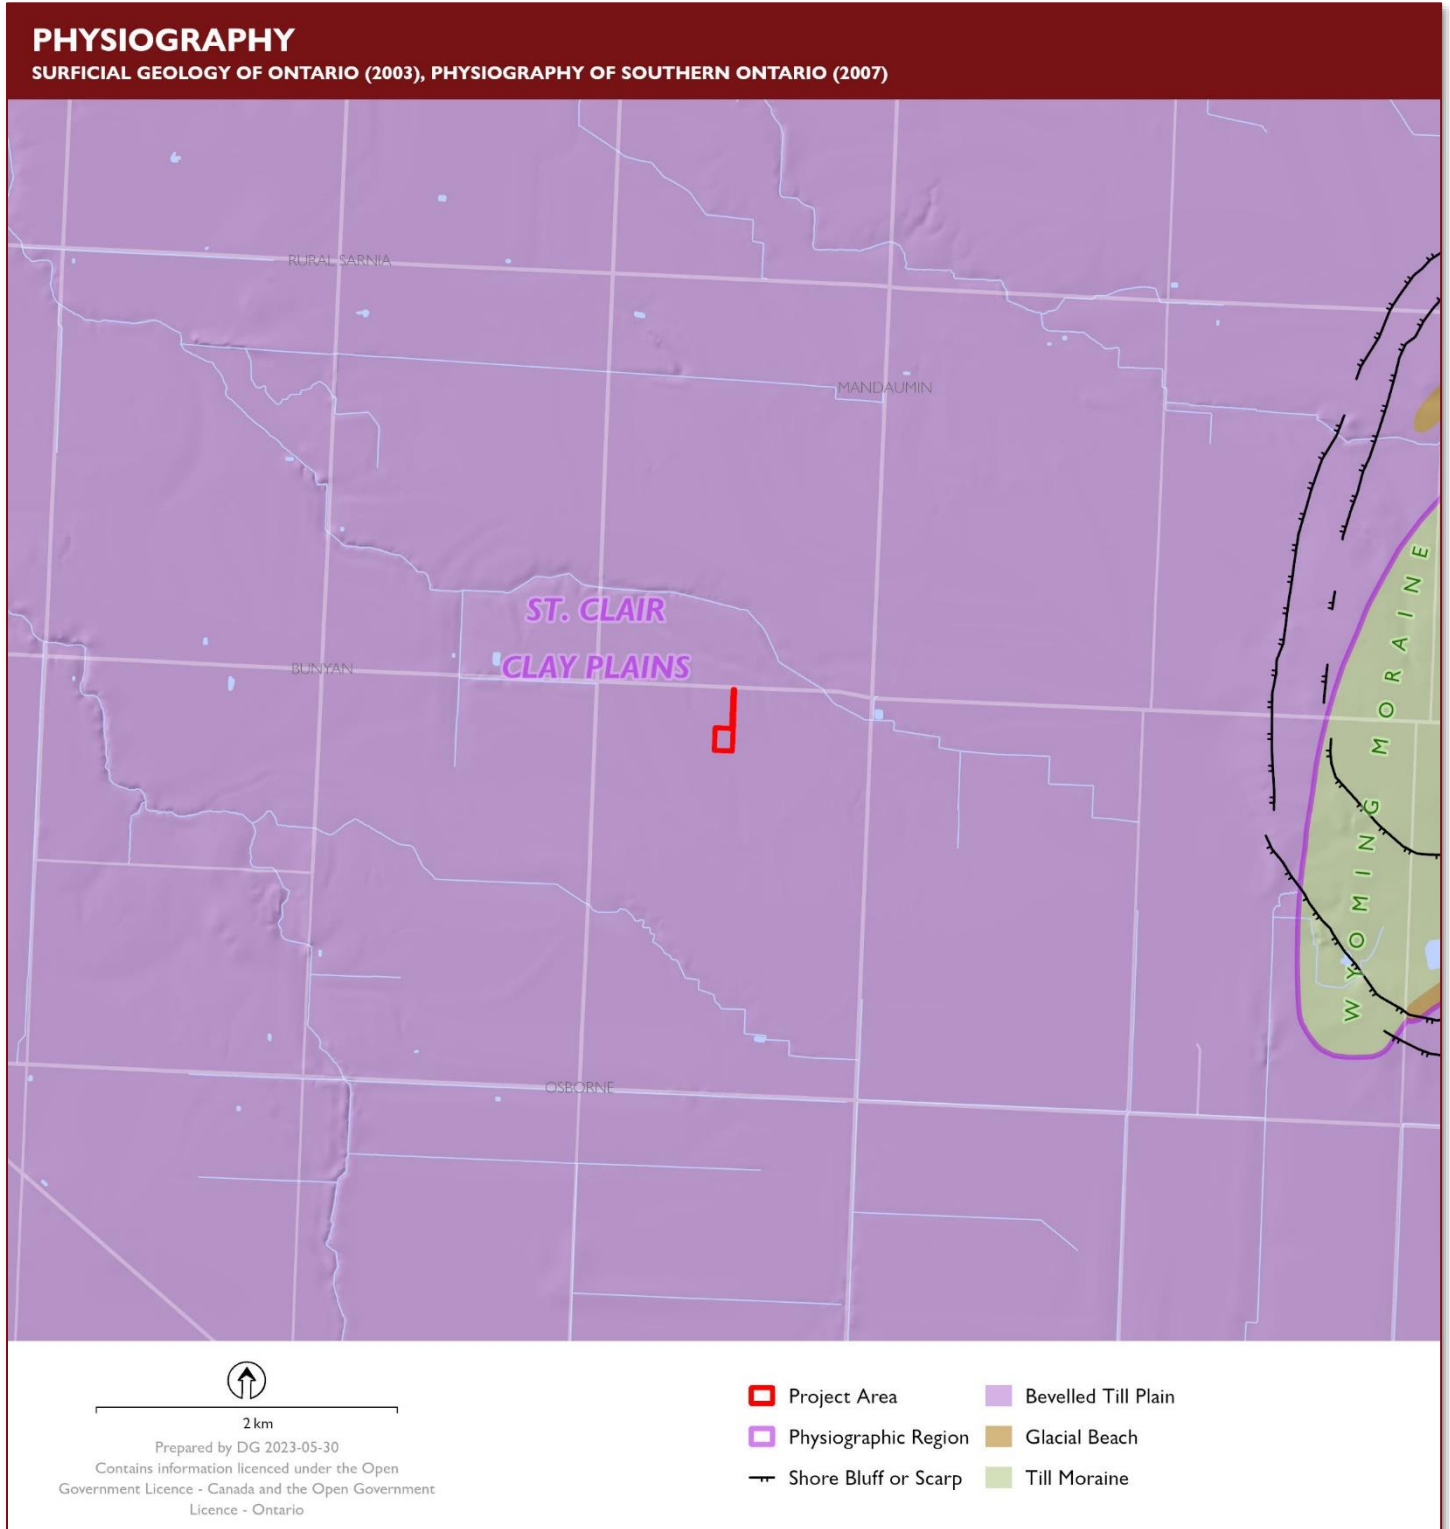 PHYSIOGRAPHY
SURFICIAL GEOLOGY OF ONTARIO (2003), PHYSIOGRAPHY OF SOUTHERN ONTARIO (2007)
RURAL SARNIA
MANDAUMIN
ST. CLAIR
CLAY PLAINS
BUNYAN
WYOMING MORAINE
OSBORNE
2 km
Prepared by DG 2023-05-30
Contains information licenced under the Open
Government Licence - Canada and the Open Government
Licence - Ontario
Project Area
Physiographic Region
Shore Bluff or Scarp
Bevelled Till Plain
Glacial Beach
Till Moraine